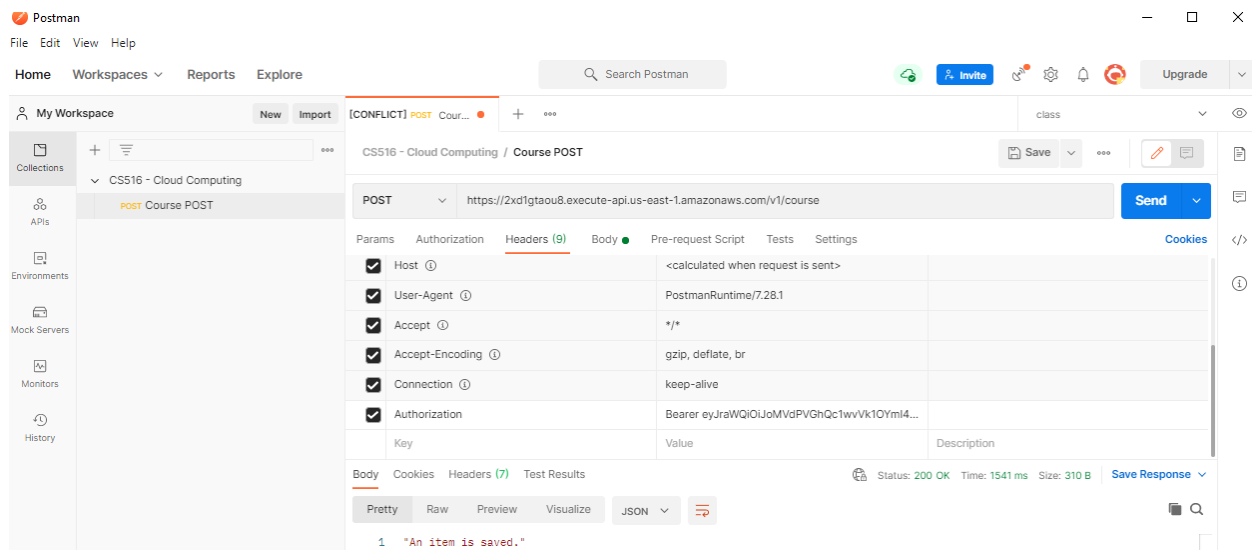 Postman
File Edit View Help
Home Workspaces Reports Explore Search Postman Invite Upgrade
My Workspace New Import
[CONFLICT] POST Cour... class
Collections
APIs
Environments
Mock Servers
Monitors
History
CS516 - Cloud Computing
POST Course POST
CS516 - Cloud Computing / Course POST Save
POST https://2xd1gtaou8.execute-api.us-east-1.amazonaws.com/v1/course Send
Params Authorization Headers (9) Body Pre-request Script Tests Settings Cookies
Host <calculated when request is sent>
User-Agent PostmanRuntime/7.28.1
Accept */*
Accept-Encoding gzip, deflate, br
Connection keep-alive
Authorization Bearer eyJraWQiOiJoMVdPVGhQc1wvVk1OYmI4...
Key Value Description
Body Cookies Headers (7) Test Results Status: 200 OK Time: 1541 ms Size: 310 B Save Response
Pretty Raw Preview Visualize JSON
1 "An item is saved."